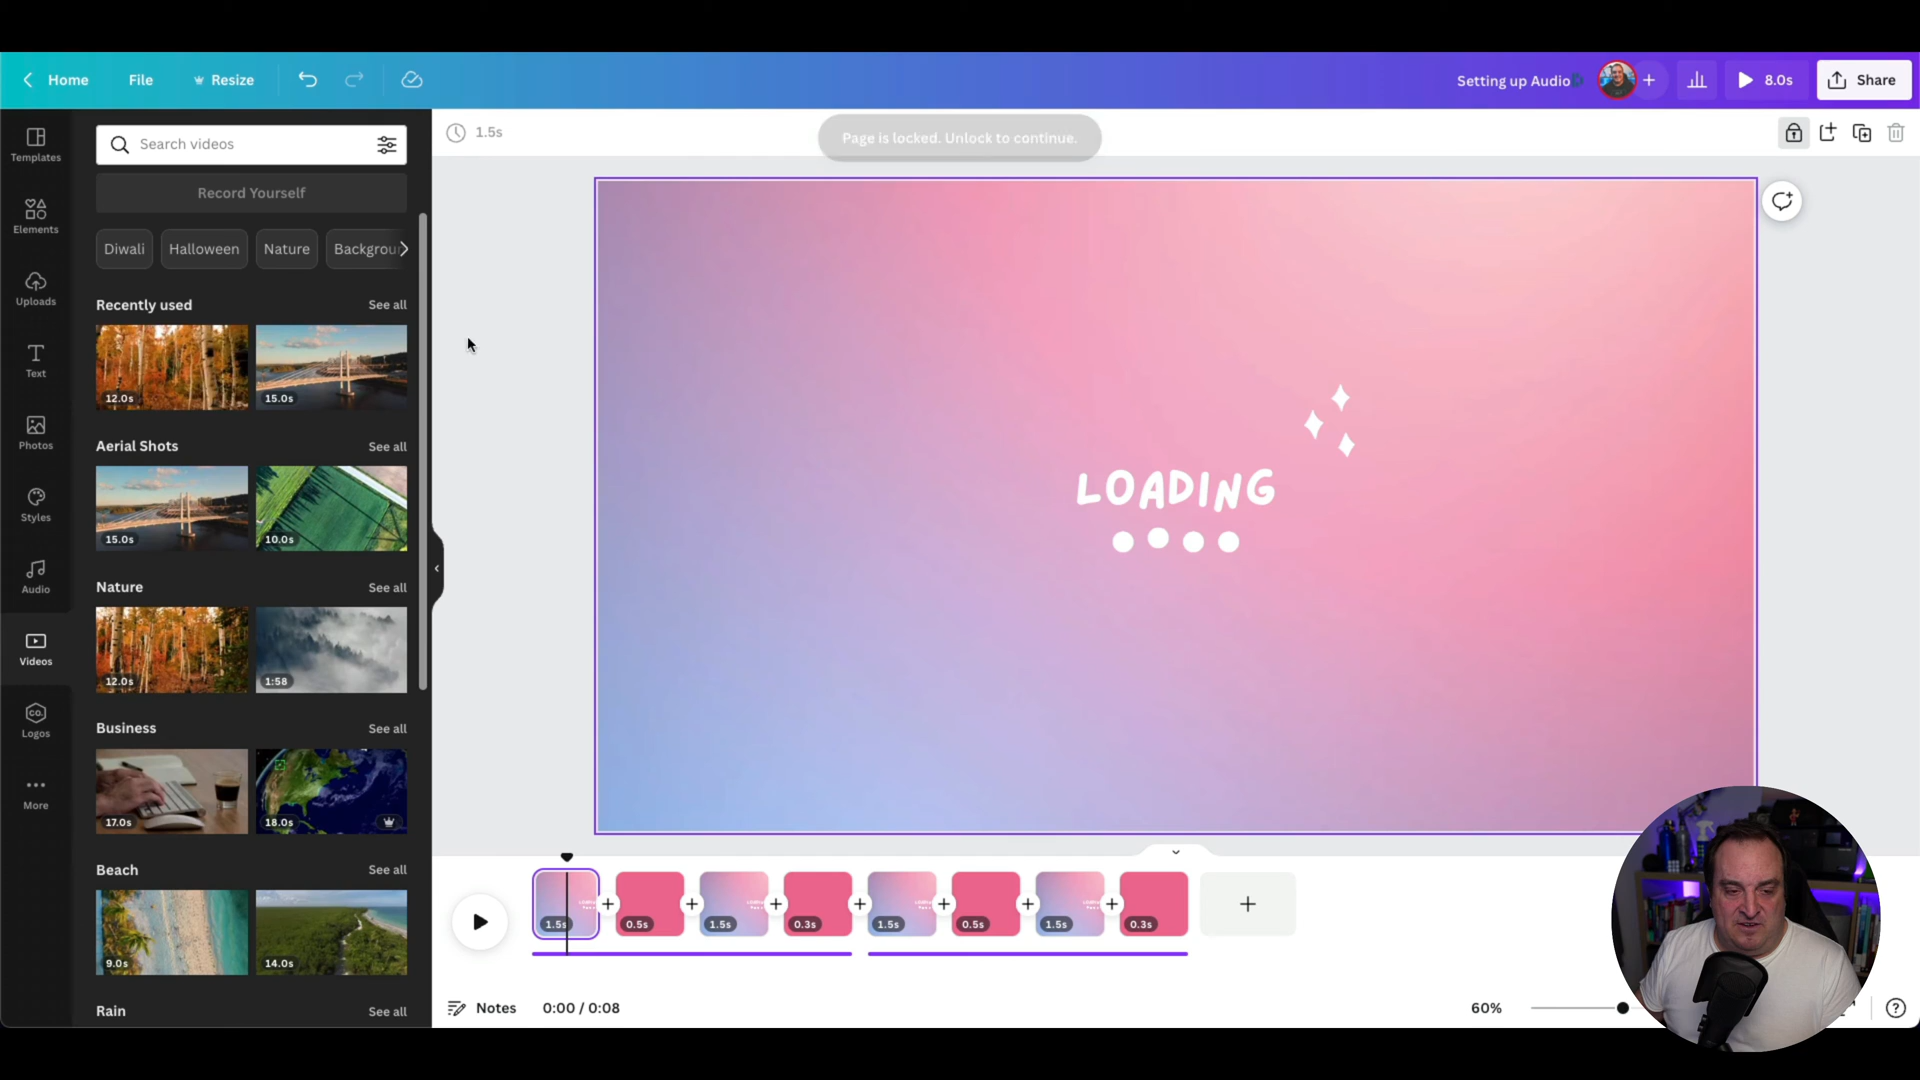 Home
File
Resize
Setting up Audio
8.0s
Share
Templates
Elements
Uploads
Text
Photos
Styles
Audio
Videos
CO.
Logos
More
Search videos
Record Yourself
Diwali
Halloween
Nature
Backgrou
Recently used
See all
12.0s
15.0s
Aerial Shots
See all
15.0s
10.0s
Nature
See all
12.0s
1:58
Business
See all
17.0s
18.0s
Beach
See all
9.0s
14.0s
Rain
See all
1.5s
Page is locked. Unlock to continue.
LOADING
1.5s
0.5s
1.5s
0.3s
1.5s
0.5s
1.5s
0.3s
Notes
0:00 / 0:08
60%